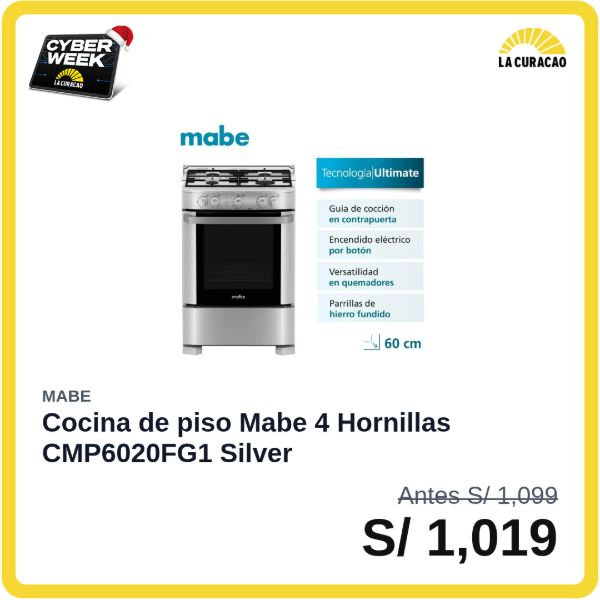 CYBER
WEEK
LA CURACAO
LA CURACAO
mabe
Tecnología|Ultimate
Guía de cocción
en contrapuerta
Encendido eléctrico
por botón
Versatilidad
en quemadores
Parrillas de
hierro fundido
mabe
60 cm
MABE
Cocina de piso Mabe 4 Hornillas
CMP6020FG1 Silver
Antes S/ 1,099
S/ 1,019